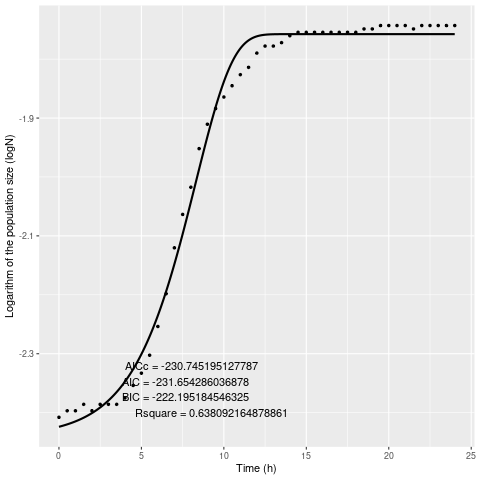 -1.9
-2.1
-2.3
Logarithm of the population size (logN)
AICc = -230.745195127787
AIC = -231.654286036878
BIC = -222.195184546325
Rsquare = 0.638092164878861
0 5 10 15 20 25
Time (h)